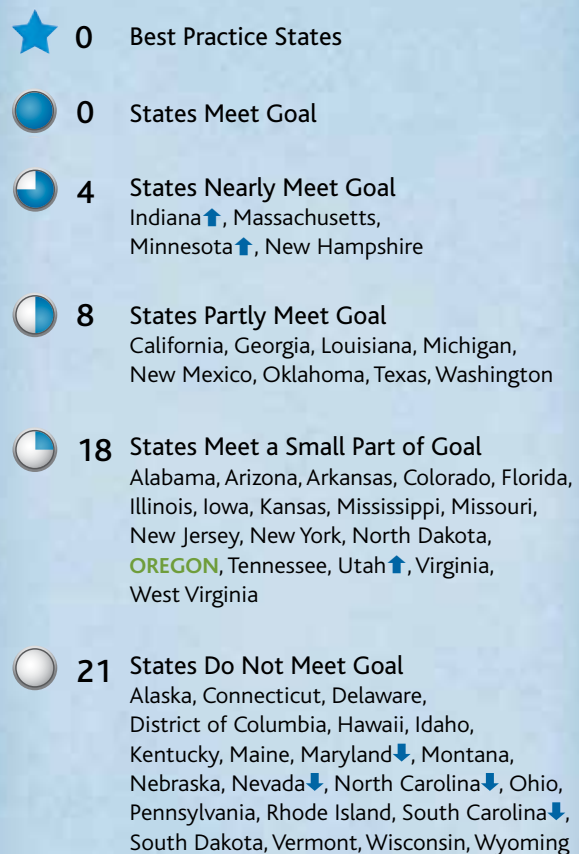 0 Best Practice States
0 States Meet Goal
4 States Nearly Meet Goal
Indiana⬆, Massachusetts,
Minnesota⬆, New Hampshire
8 States Partly Meet Goal
California, Georgia, Louisiana, Michigan,
New Mexico, Oklahoma, Texas, Washington
18 States Meet a Small Part of Goal
Alabama, Arizona, Arkansas, Colorado, Florida,
Illinois, Iowa, Kansas, Mississippi, Missouri,
New Jersey, New York, North Dakota,
OREGON, Tennessee, Utah⬆, Virginia,
West Virginia
21 States Do Not Meet Goal
Alaska, Connecticut, Delaware,
District of Columbia, Hawaii, Idaho,
Kentucky, Maine, Maryland⬇, Montana,
Nebraska, Nevada⬇, North Carolina⬇, Ohio,
Pennsylvania, Rhode Island, South Carolina⬇,
South Dakota, Vermont, Wisconsin, Wyoming